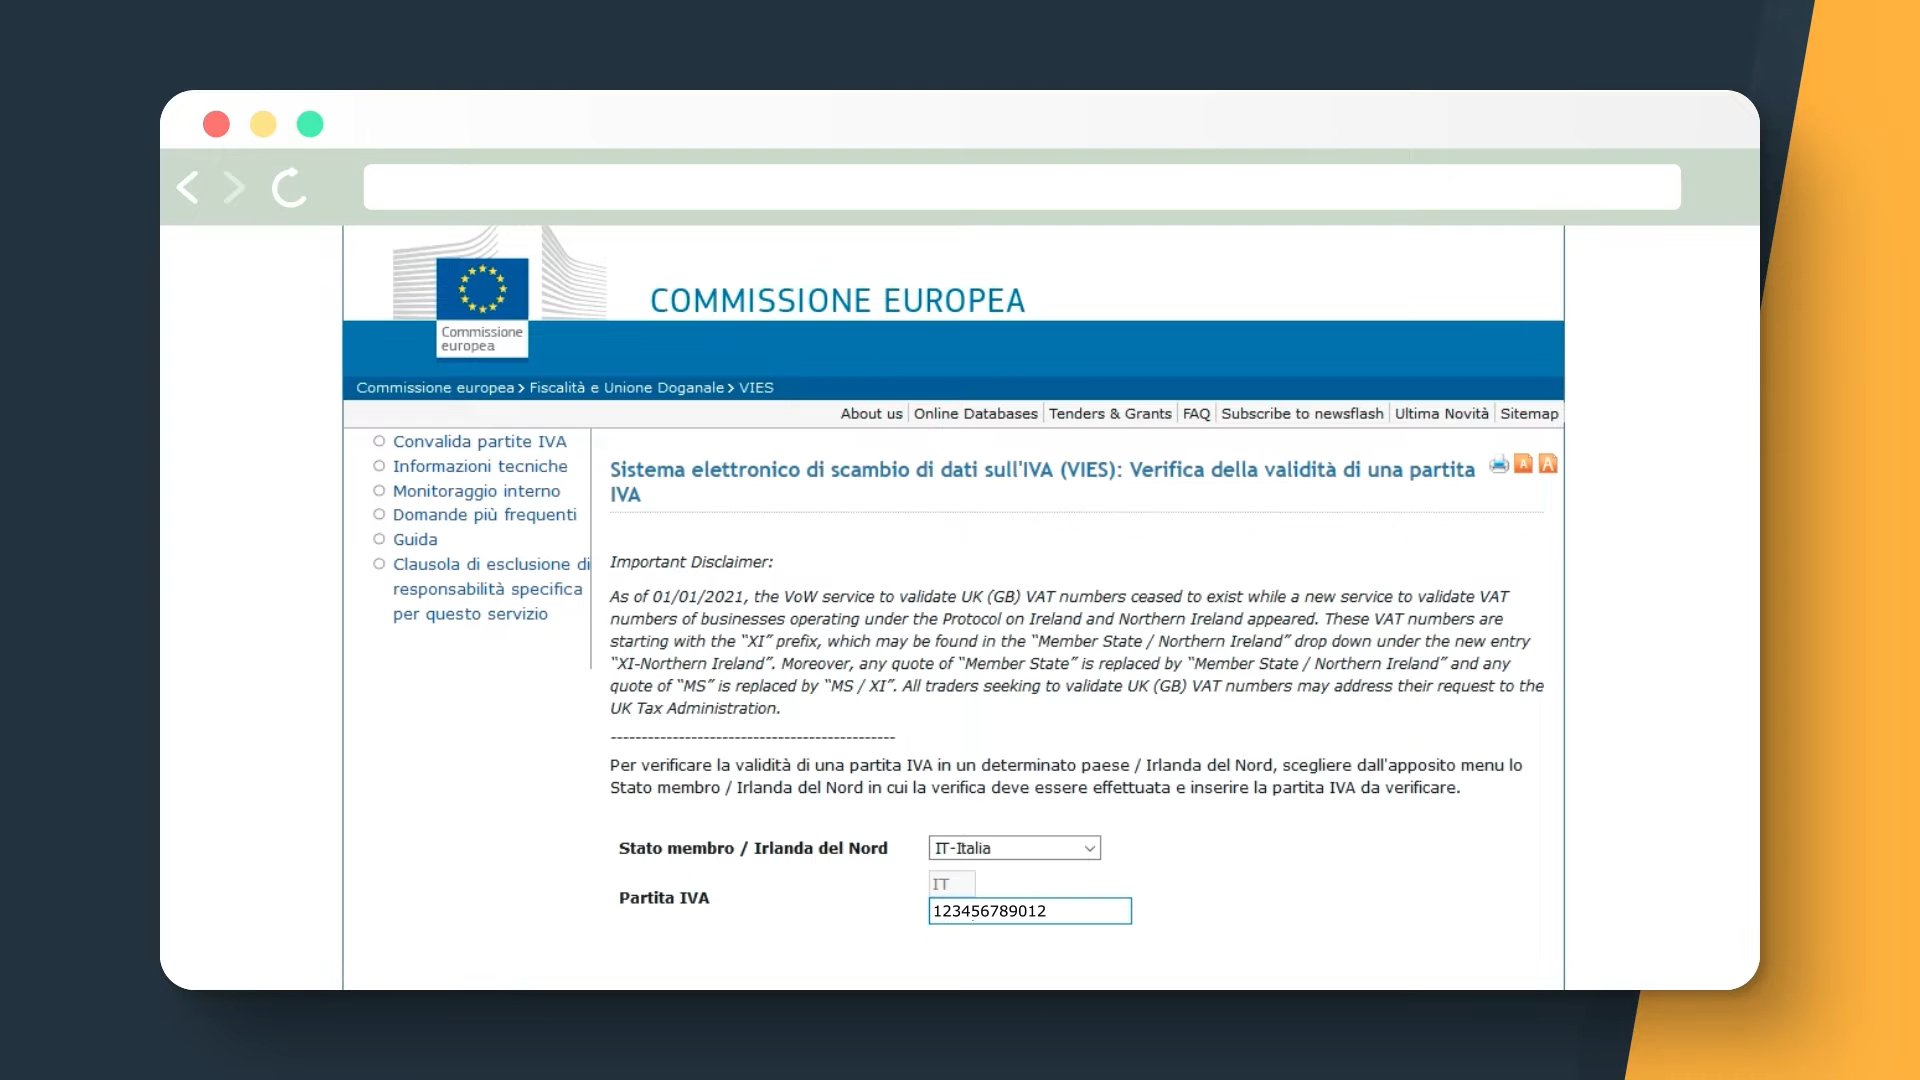 COMMISSIONE EUROPEA
Commissione
europea
Commissione europea > Fiscalità e Unione Doganale > VIES
About us | Online Databases | Tenders & Grants | FAQ | Subscribe to newsflash | Ultima Novità | Sitemap
Convalida partite IVA
Informazioni tecniche
Monitoraggio interno
Domande più frequenti
Guida
Clausola di esclusione di
responsabilità specifica
per questo servizio
Sistema elettronico di scambio di dati sull'IVA (VIES): Verifica della validità di una partita
IVA
A A
Important Disclaimer:
As of 01/01/2021, the VoW service to validate UK (GB) VAT numbers ceased to exist while a new service to validate VAT
numbers of businesses operating under the Protocol on Ireland and Northern Ireland appeared. These VAT numbers are
starting with the “XI” prefix, which may be found in the “Member State / Northern Ireland” drop down under the new entry
“XI-Northern Ireland”. Moreover, any quote of “Member State” is replaced by “Member State / Northern Ireland” and any
quote of “MS” is replaced by “MS / XI”. All traders seeking to validate UK (GB) VAT numbers may address their request to the
UK Tax Administration.
----------------------------------------------
Per verificare la validità di una partita IVA in un determinato paese / Irlanda del Nord, scegliere dall'apposito menu lo
Stato membro / Irlanda del Nord in cui la verifica deve essere effettuata e inserire la partita IVA da verificare.
Stato membro / Irlanda del Nord IT-Italia
IT
Partita IVA
123456789012